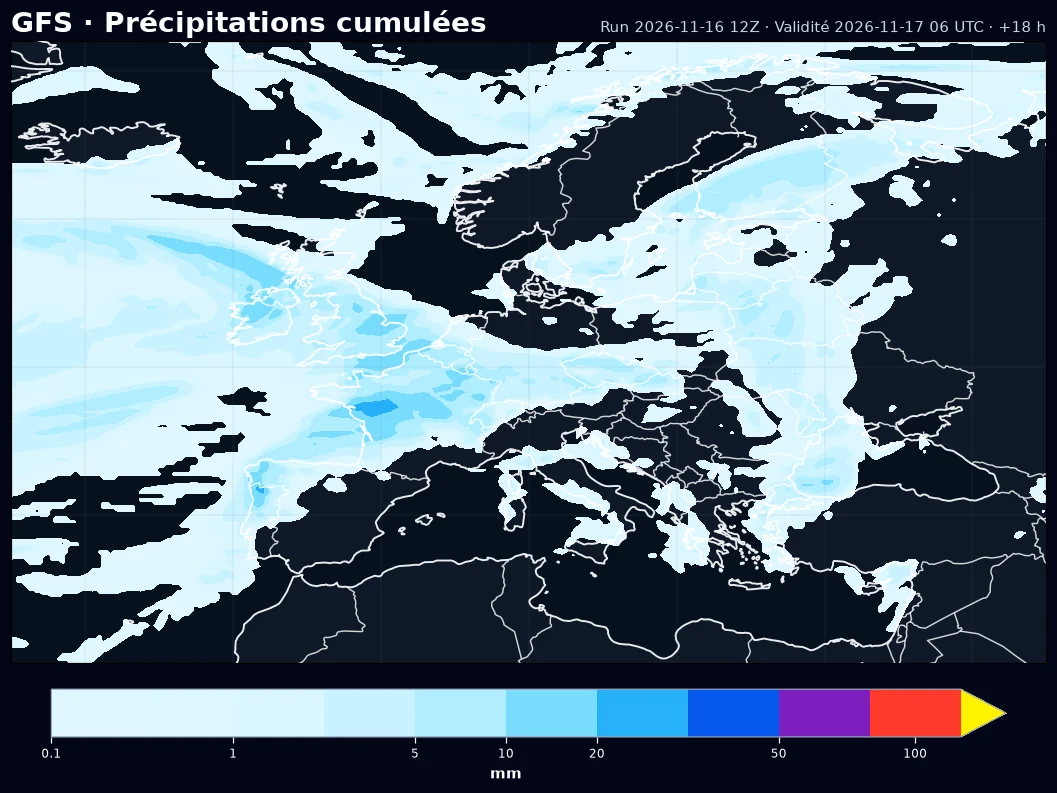 GFS · Précipitations cumulées
Run 2026-11-16 12Z · Validité 2026-11-17 06 UTC · +18 h
0.1 1 5 10 20 50 100
mm